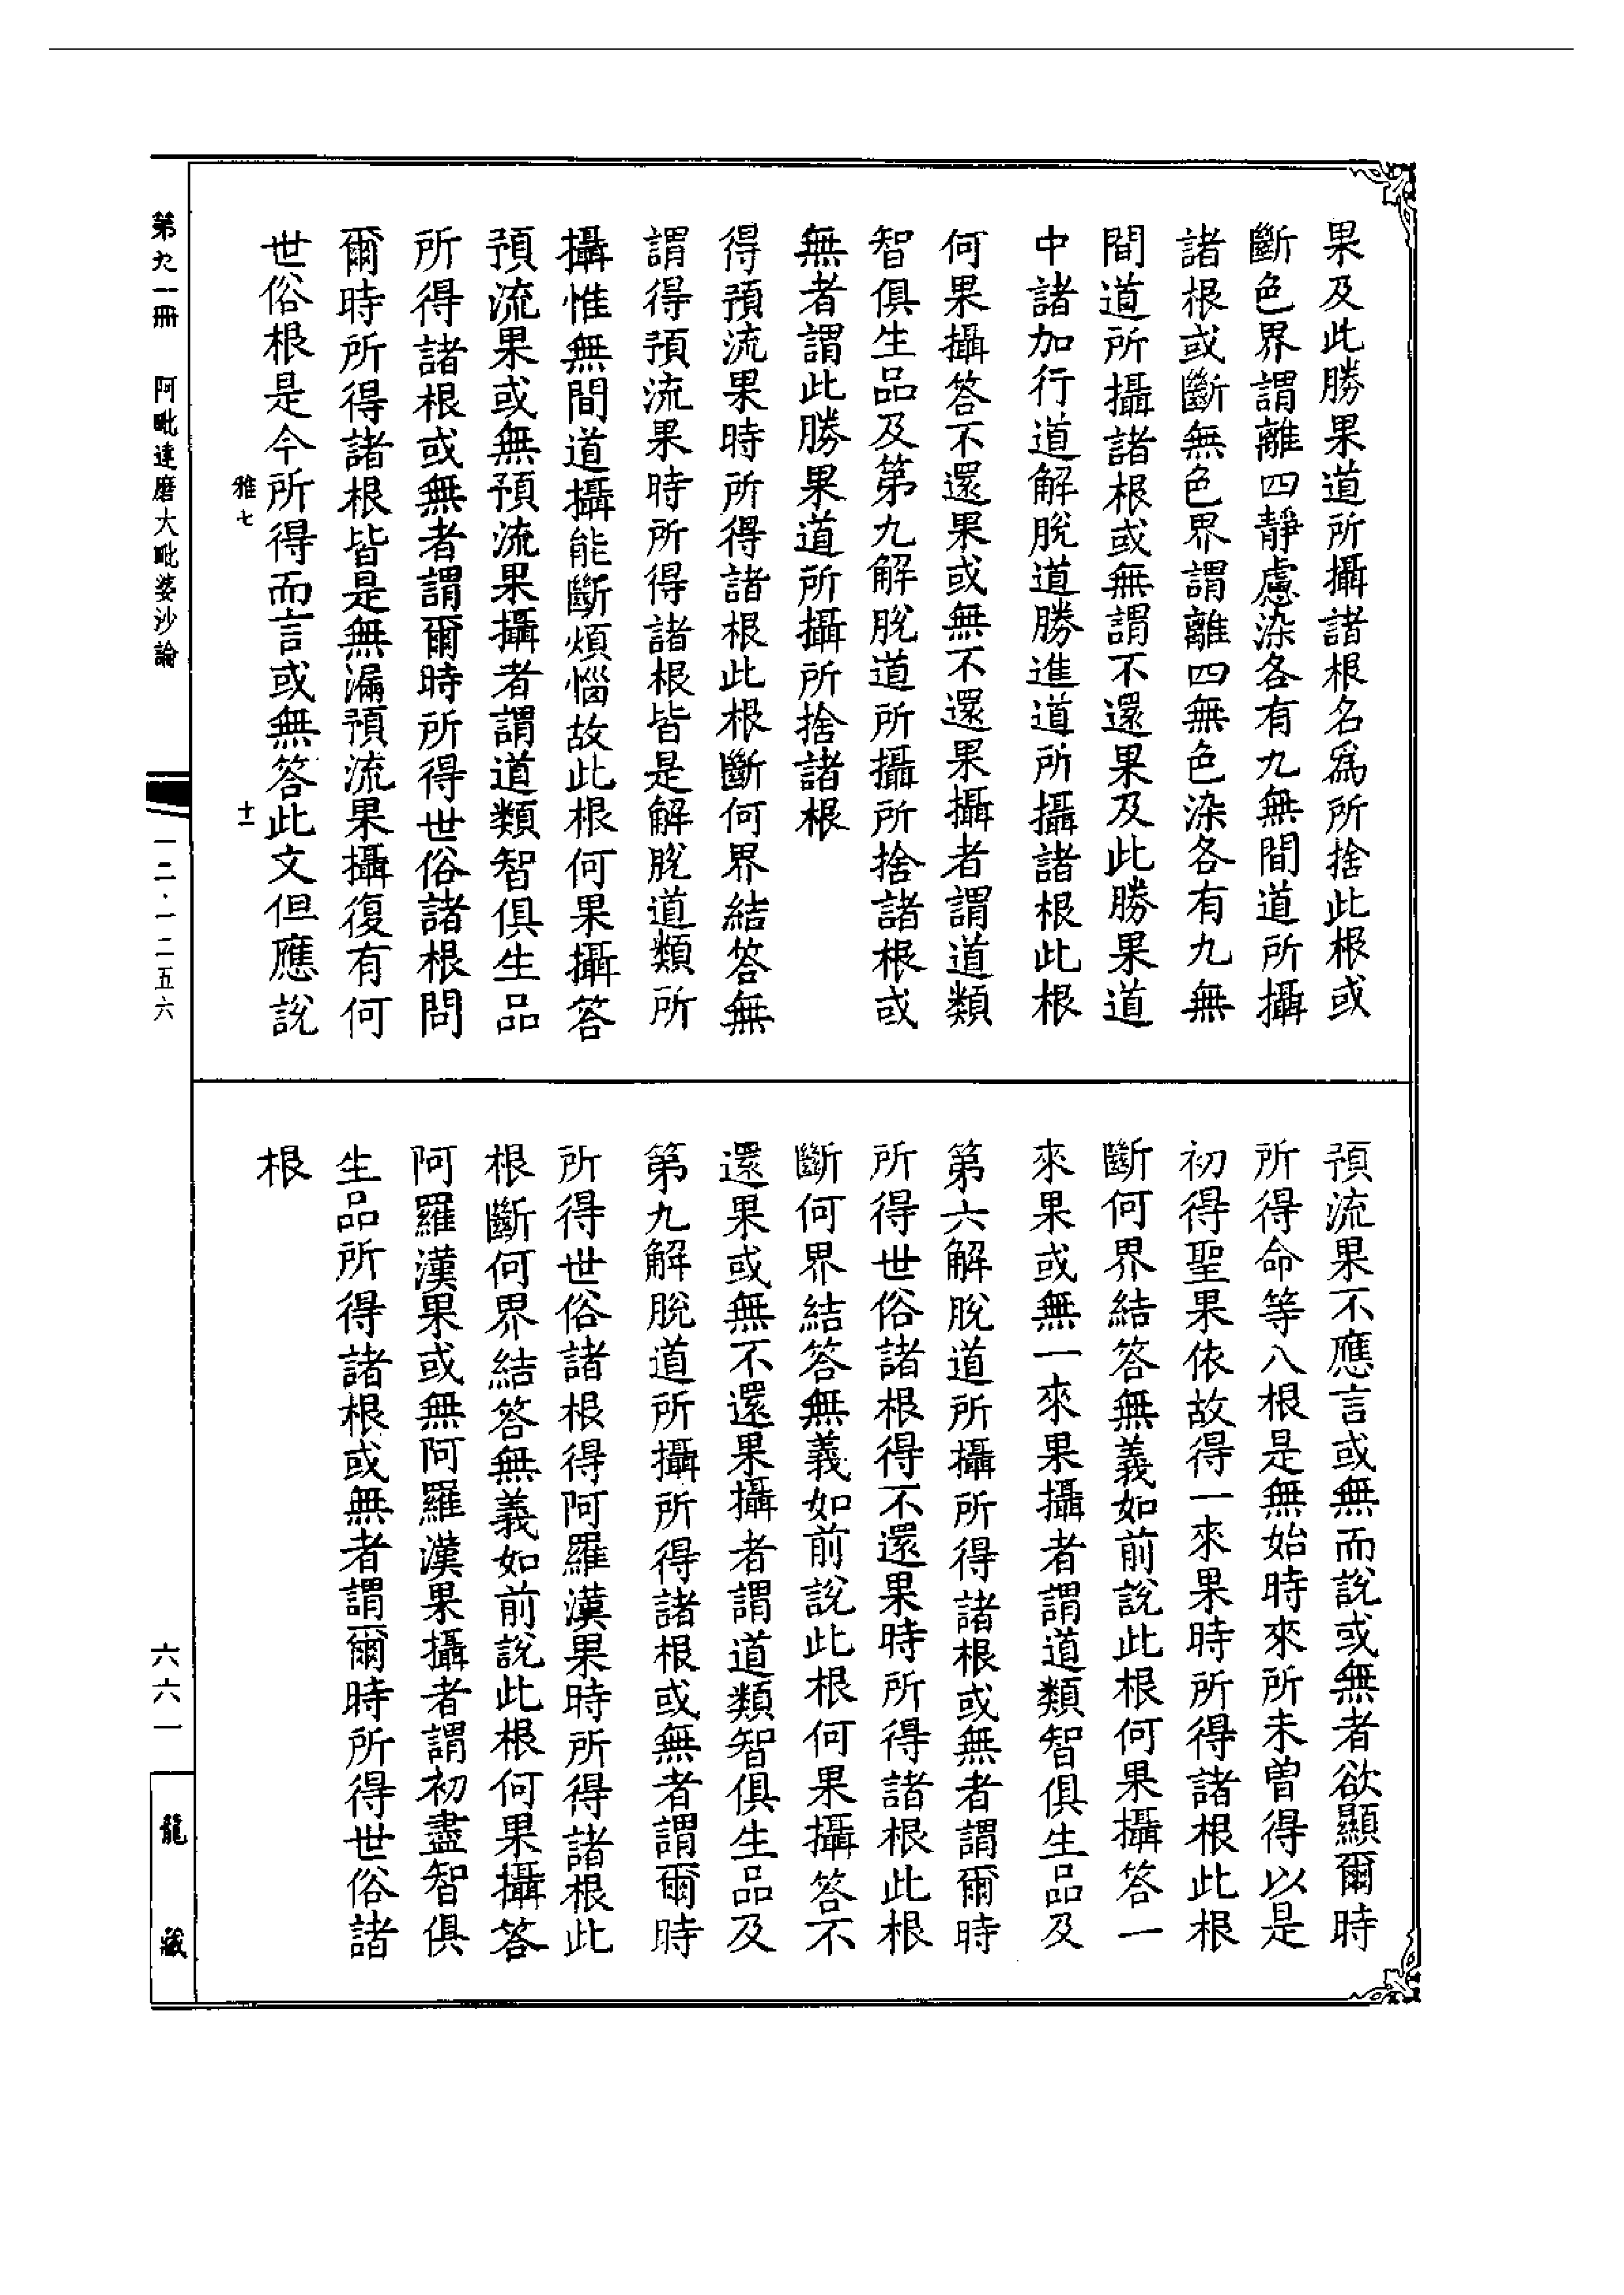 果及此勝果道所攝諸根名為所捨此根或
斷色界謂離四靜慮染各有九無間道所攝
諸根或斷無色界謂離四無色染各有九無
間道所攝諸根或無謂不還果及此勝果道
中諸加行道解脫道勝進道所攝諸根此根
何果攝答不還果或無不還果攝者謂道類
智俱生品及第九解脫道所攝所捨諸根或
無者謂此勝果道所攝所捨諸根
得預流果時所得諸根此根斷何界結答無
謂得預流果時所得諸根皆是解脫道類所
攝惟無間道攝能斷煩惱故此根何果攝答
預流果或無預流果攝者謂道類智俱生品
所得諸根或無者謂爾時所得世俗諸根問
爾時所得諸根皆是無漏預流果攝復有何
世俗根是今所得而言或無答此文但應說
雅七 十一
預流果不應言或無而說或無者欲顯爾時
所得命等八根是無始時來所未曾得以是
初得聖果依故得一來果時所得諸根此根
斷何界結答無義如前說此根何果攝答一
來果或無一來果攝者謂道類智俱生品及
第六解脫道所攝所得諸根或無者謂爾時
所得世俗諸根得不還果時所得諸根此根
斷何界結答無義如前說此根何果攝答不
還果或無不還果攝者謂道類智俱生品及
第九解脫道所攝所得諸根或無者謂爾時
所得世俗諸根得阿羅漢果時所得諸根此
根斷何界結答無義如前說此根何果攝答
阿羅漢果或無阿羅漢果攝者謂初盡智俱
生品所得諸根或無者謂爾時所得世俗諸
根
第九一冊 阿毗達磨大毗婆沙論 一二·一二五六 六六一 龍藏